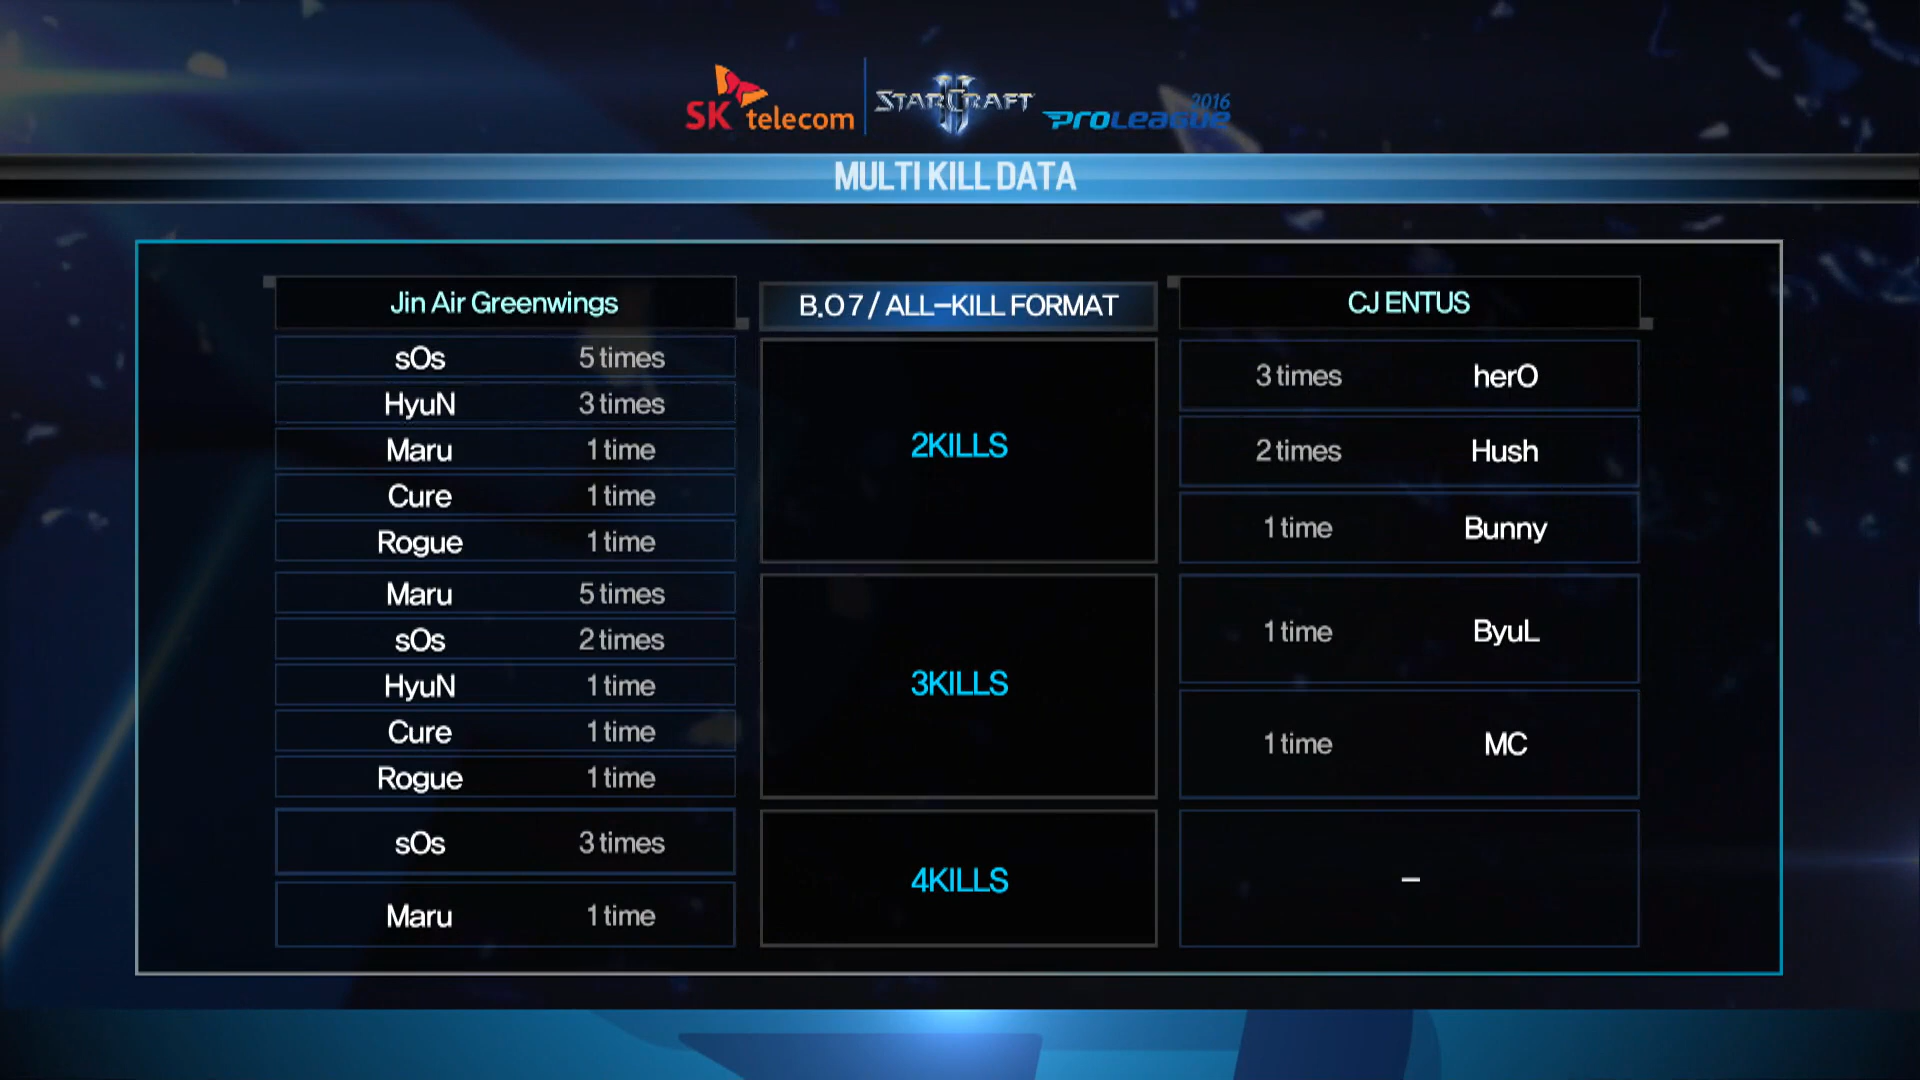 SK telecom
STARCRAFT II
2016
PROLEAGUE
MULTI KILL DATA
Jin Air Greenwings
B.O 7 / ALL-KILL FORMAT
CJ ENTUS
sOs 5 times
HyuN 3 times
Maru 1 time
Cure 1 time
Rogue 1 time
2KILLS
3 times herO
2 times Hush
1 time Bunny
Maru 5 times
sOs 2 times
HyuN 1 time
Cure 1 time
Rogue 1 time
3KILLS
1 time ByuL
1 time MC
sOs 3 times
Maru 1 time
4KILLS
–